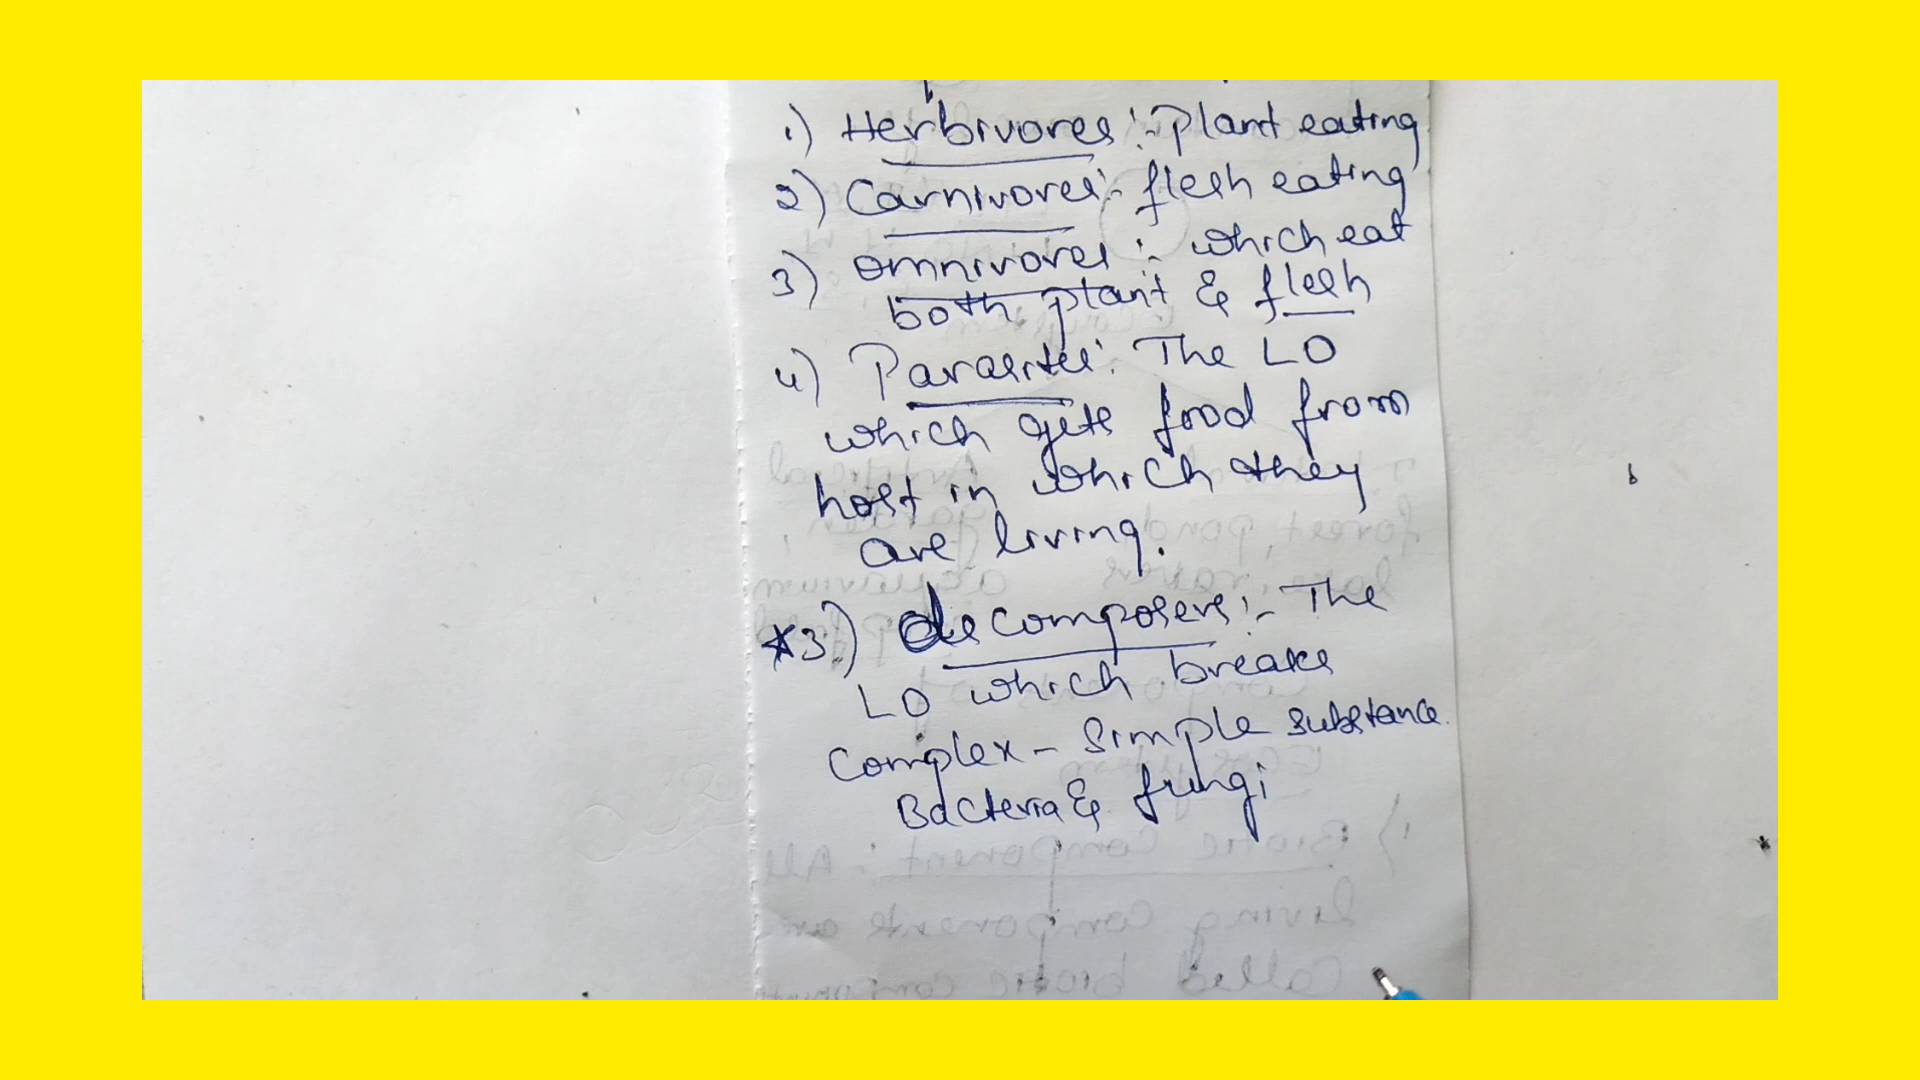 1) Herbivores :- Plant eating
2) Carnivores :- flesh eating
3) omnivores :- which eat
both plant & flesh
4) Parasites : The LO
which gets food from
host in which they
are living.
*3) decomposers :- The
LO which breaks
Complex - Simple substance.
Bacteria & fungi